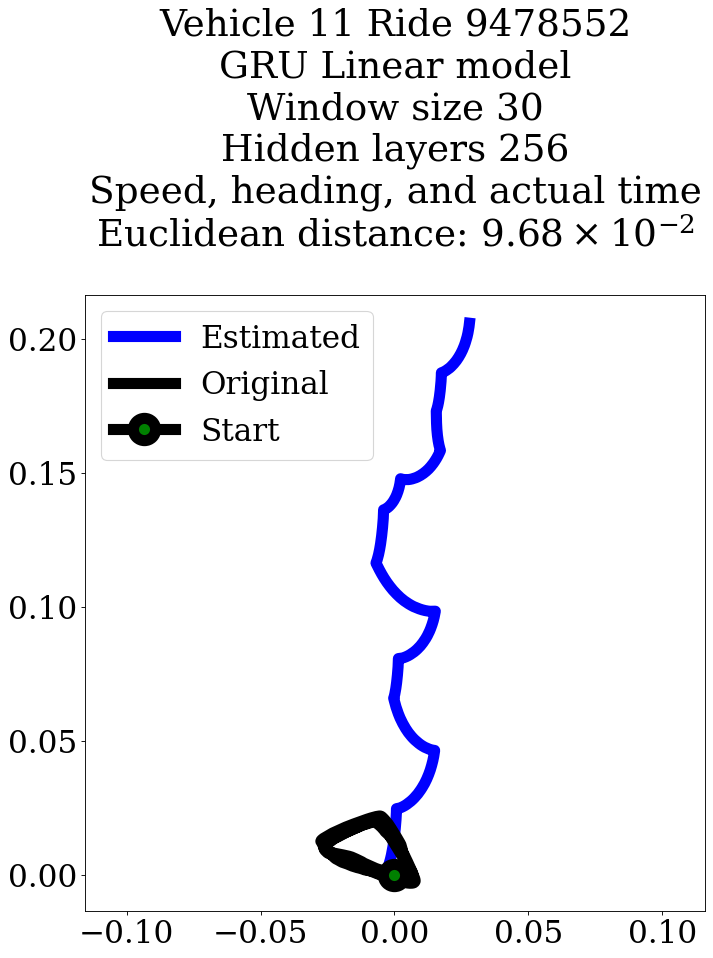 Vehicle 11 Ride 9478552
GRU Linear model
Window size 30
Hidden layers 256
Speed, heading, and actual time
Euclidean distance: 9.68 × 10⁻²
Estimated
Original
Start
0.20
0.15
0.10
0.05
0.00
−0.10 −0.05 0.00 0.05 0.10